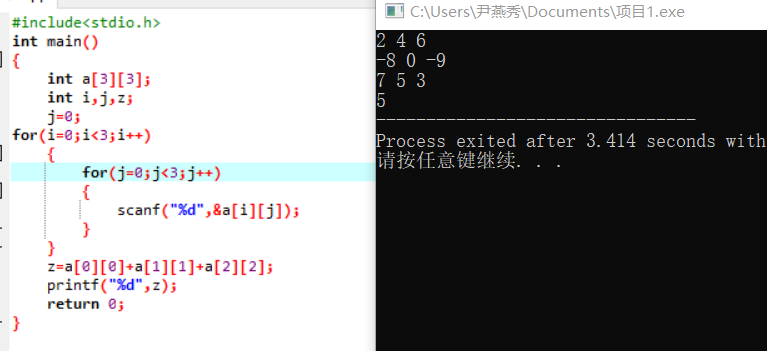 #include<stdio.h>
int main()
{
int a[3][3];
int i,j,z;
j=0;
for(i=0;i<3;i++)
{
for(j=0;j<3;j++)
{
scanf("%d",&a[i][j]);
}
}
z=a[0][0]+a[1][1]+a[2][2];
printf("%d",z);
return 0;
}
C:\Users\尹燕秀\Documents\项目1.exe
2 4 6
-8 0 -9
7 5 3
5
--------------------------------
Process exited after 3.414 seconds with
请按任意键继续. . .